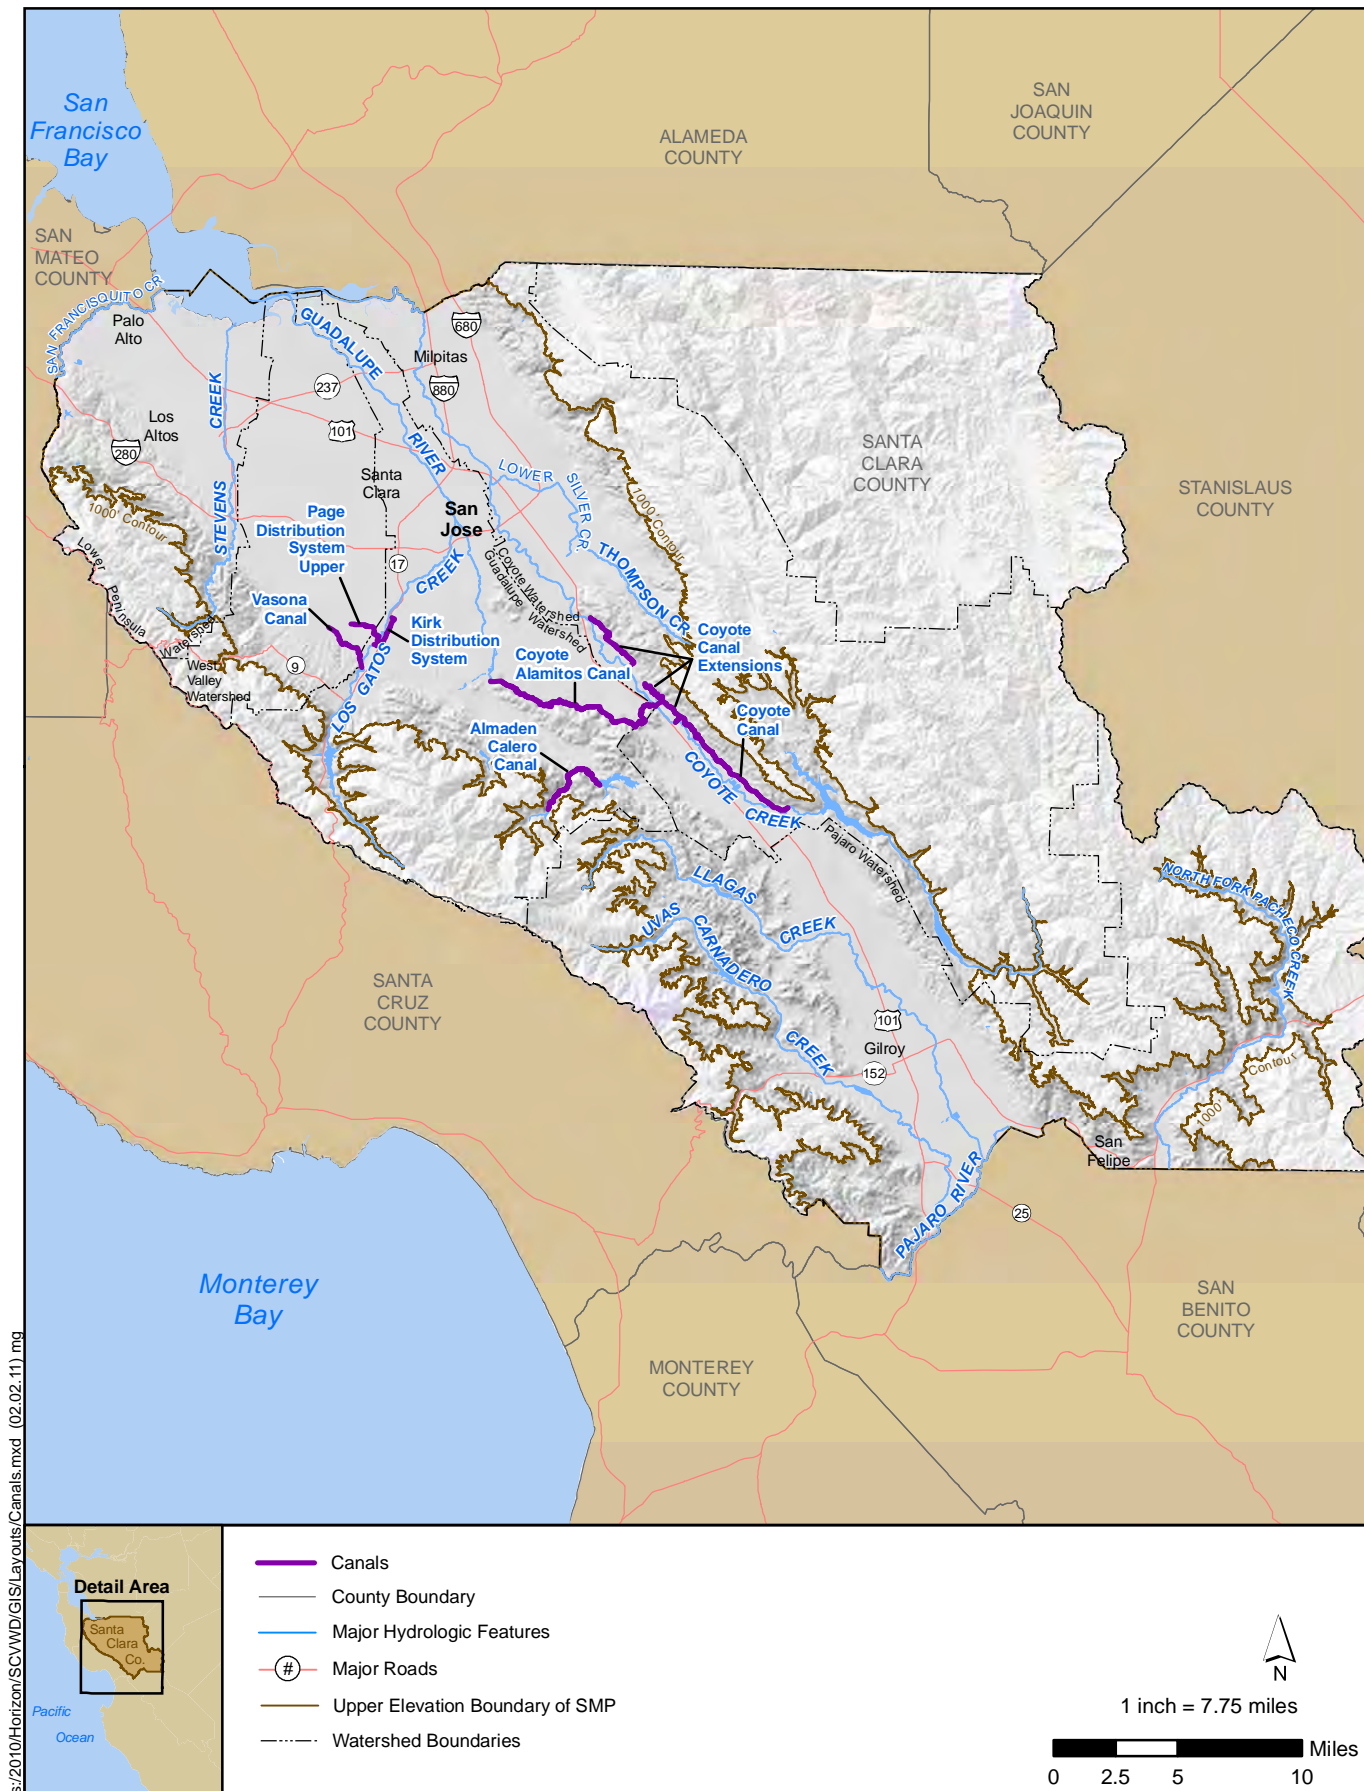 San
Francisco
Bay
SAN
JOAQUIN
COUNTY
ALAMEDA
COUNTY
SAN
MATEO
COUNTY
SAN FRANCISQUITO CR
Palo
Alto
GUADALUPE
RIVER
680
Milpitas
880
237
STEVENS
CREEK
Los
Altos
101
280
Santa
Clara
LOWER
SILVER CR.
1000' Contour
SANTA
CLARA
COUNTY
STANISLAUS
COUNTY
1000' Contour
Page
Distribution
System
Upper
San
Jose
17
CREEK
Coyote Watershed
Guadalupe
Watershed
THOMPSON CR.
Lower
Peninsula
Watershed
Vasona
Canal
Kirk
Distribution
System
Coyote
Canal
Extensions
West
Valley
Watershed
9
LOS GATOS
Coyote
Alamitos Canal
Almaden
Calero
Canal
Coyote
Canal
COYOTE
CREEK
Pajaro Watershed
LLAGAS
CREEK
NORTH FORK PACHECO CREEK
UVAS
CARNADERO
CREEK
SANTA
CRUZ
COUNTY
101
Gilroy
152
Contour
1000'
San
Felipe
PAJARO RIVER
25
Monterey
Bay
SAN
BENITO
COUNTY
MONTEREY
COUNTY
s:/2010/Horizon/SCVWD/GIS/Layouts/Canals.mxd (02.02.11) mg
Detail Area
Santa
Clara
Co.
Pacific
Ocean
Canals
County Boundary
Major Hydrologic Features
# Major Roads
Upper Elevation Boundary of SMP
Watershed Boundaries
N
1 inch = 7.75 miles
Miles
0 2.5 5 10